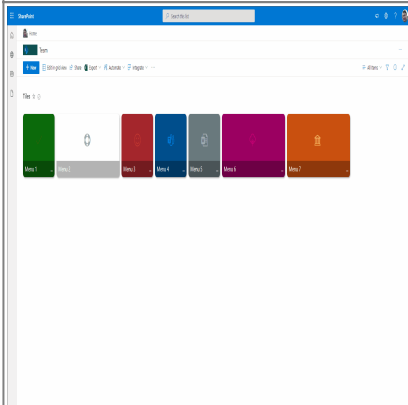 SharePoint
Search this list
Home
Team
+ New Edit in grid view Share Export Automate Integrate ...
All Items
Tiles
Menu 1 Menu 2 Menu 3 Menu 4 Menu 5 Menu 6 Menu 7